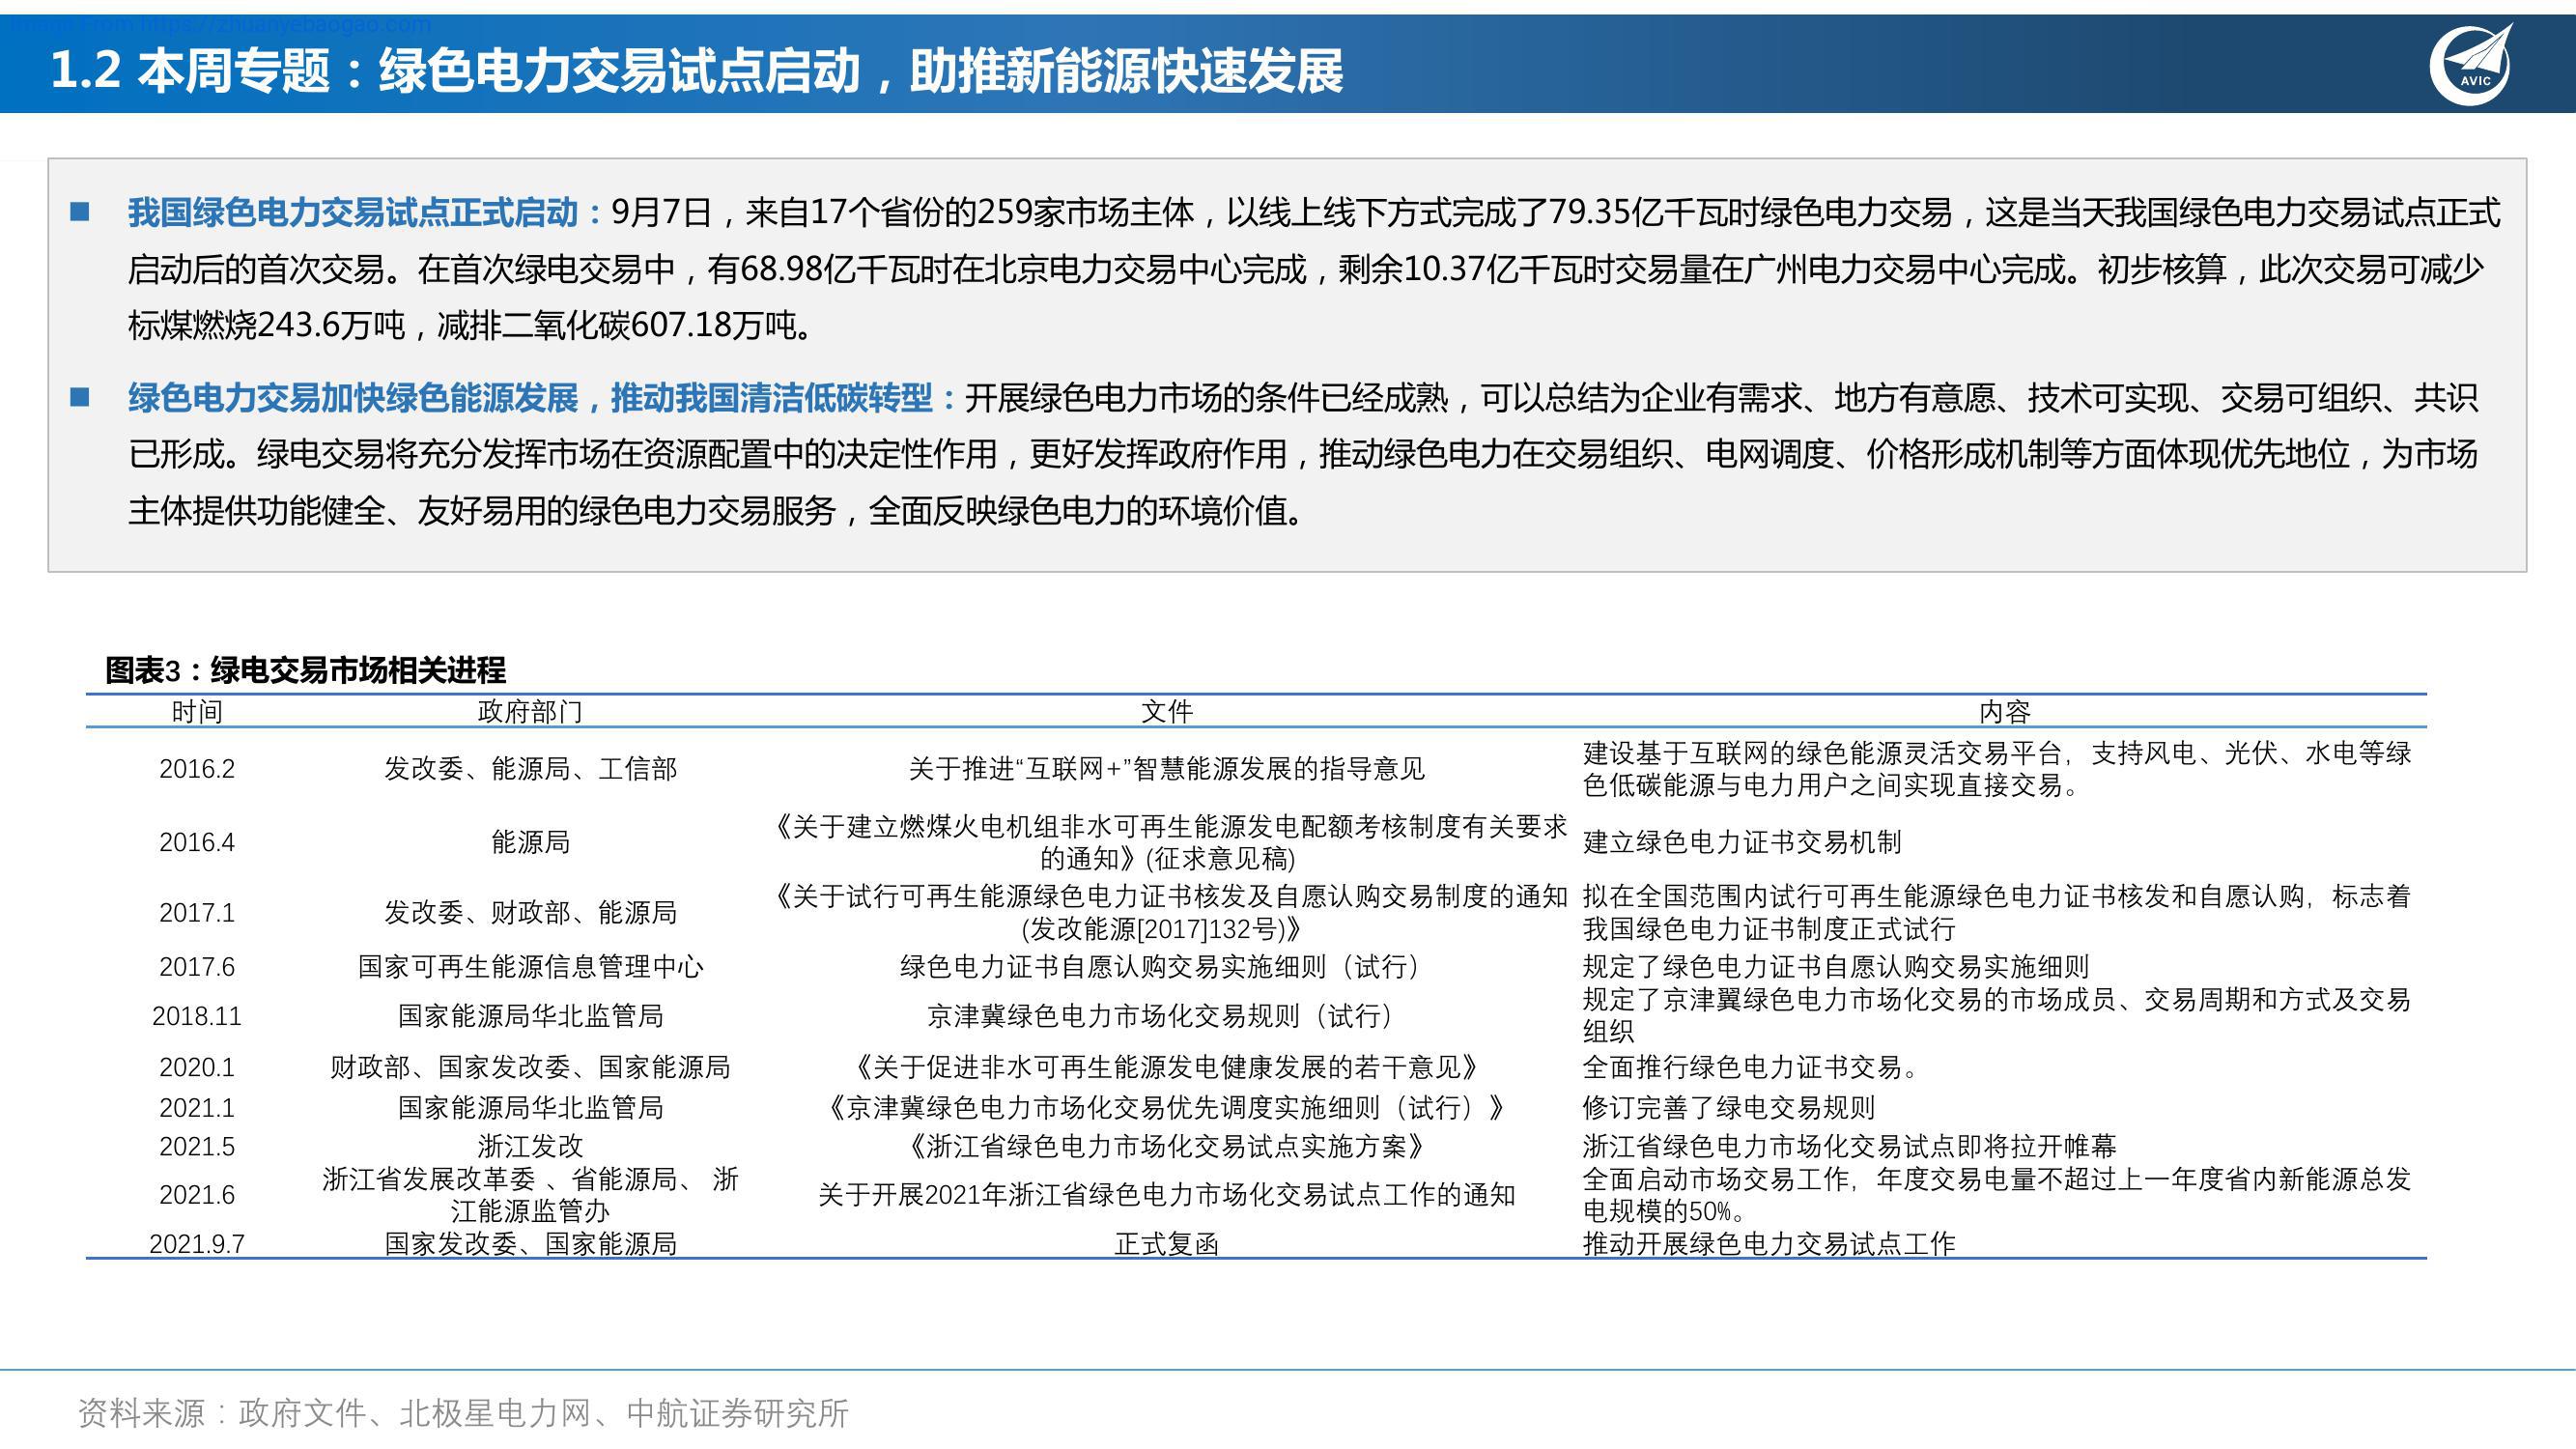 Image From https://zhuanyebaogao.com
1.2 本周专题：绿色电力交易试点启动，助推新能源快速发展
AVIC
■ 我国绿色电力交易试点正式启动：9月7日，来自17个省份的259家市场主体，以线上线下方式完成了79.35亿千瓦时绿色电力交易，这是当天我国绿色电力交易试点正式
启动后的首次交易。在首次绿电交易中，有68.98亿千瓦时在北京电力交易中心完成，剩余10.37亿千瓦时交易量在广州电力交易中心完成。初步核算，此次交易可减少
标煤燃烧243.6万吨，减排二氧化碳607.18万吨。
■ 绿色电力交易加快绿色能源发展，推动我国清洁低碳转型：开展绿色电力市场的条件已经成熟，可以总结为企业有需求、地方有意愿、技术可实现、交易可组织、共识
已形成。绿电交易将充分发挥市场在资源配置中的决定性作用，更好发挥政府作用，推动绿色电力在交易组织、电网调度、价格形成机制等方面体现优先地位，为市场
主体提供功能健全、友好易用的绿色电力交易服务，全面反映绿色电力的环境价值。
图表3：绿电交易市场相关进程
时间 政府部门 文件 内容
2016.2 发改委、能源局、工信部 关于推进“互联网+”智慧能源发展的指导意见 建设基于互联网的绿色能源灵活交易平台，支持风电、光伏、水电等绿
色低碳能源与电力用户之间实现直接交易。
2016.4 能源局 《关于建立燃煤火电机组非水可再生能源发电配额考核制度有关要求
的通知》(征求意见稿) 建立绿色电力证书交易机制
2017.1 发改委、财政部、能源局 《关于试行可再生能源绿色电力证书核发及自愿认购交易制度的通知
(发改能源[2017]132号)》 拟在全国范围内试行可再生能源绿色电力证书核发和自愿认购，标志着
我国绿色电力证书制度正式试行
2017.6 国家可再生能源信息管理中心 绿色电力证书自愿认购交易实施细则（试行） 规定了绿色电力证书自愿认购交易实施细则
2018.11 国家能源局华北监管局 京津冀绿色电力市场化交易规则（试行） 规定了京津翼绿色电力市场化交易的市场成员、交易周期和方式及交易
组织
2020.1 财政部、国家发改委、国家能源局 《关于促进非水可再生能源发电健康发展的若干意见》 全面推行绿色电力证书交易。
2021.1 国家能源局华北监管局 《京津冀绿色电力市场化交易优先调度实施细则（试行）》 修订完善了绿电交易规则
2021.5 浙江发改 《浙江省绿色电力市场化交易试点实施方案》 浙江省绿色电力市场化交易试点即将拉开帷幕
2021.6 浙江省发展改革委 、省能源局、 浙
江能源监管办 关于开展2021年浙江省绿色电力市场化交易试点工作的通知 全面启动市场交易工作，年度交易电量不超过上一年度省内新能源总发
电规模的50%。
2021.9.7 国家发改委、国家能源局 正式复函 推动开展绿色电力交易试点工作
资料来源：政府文件、北极星电力网、中航证券研究所